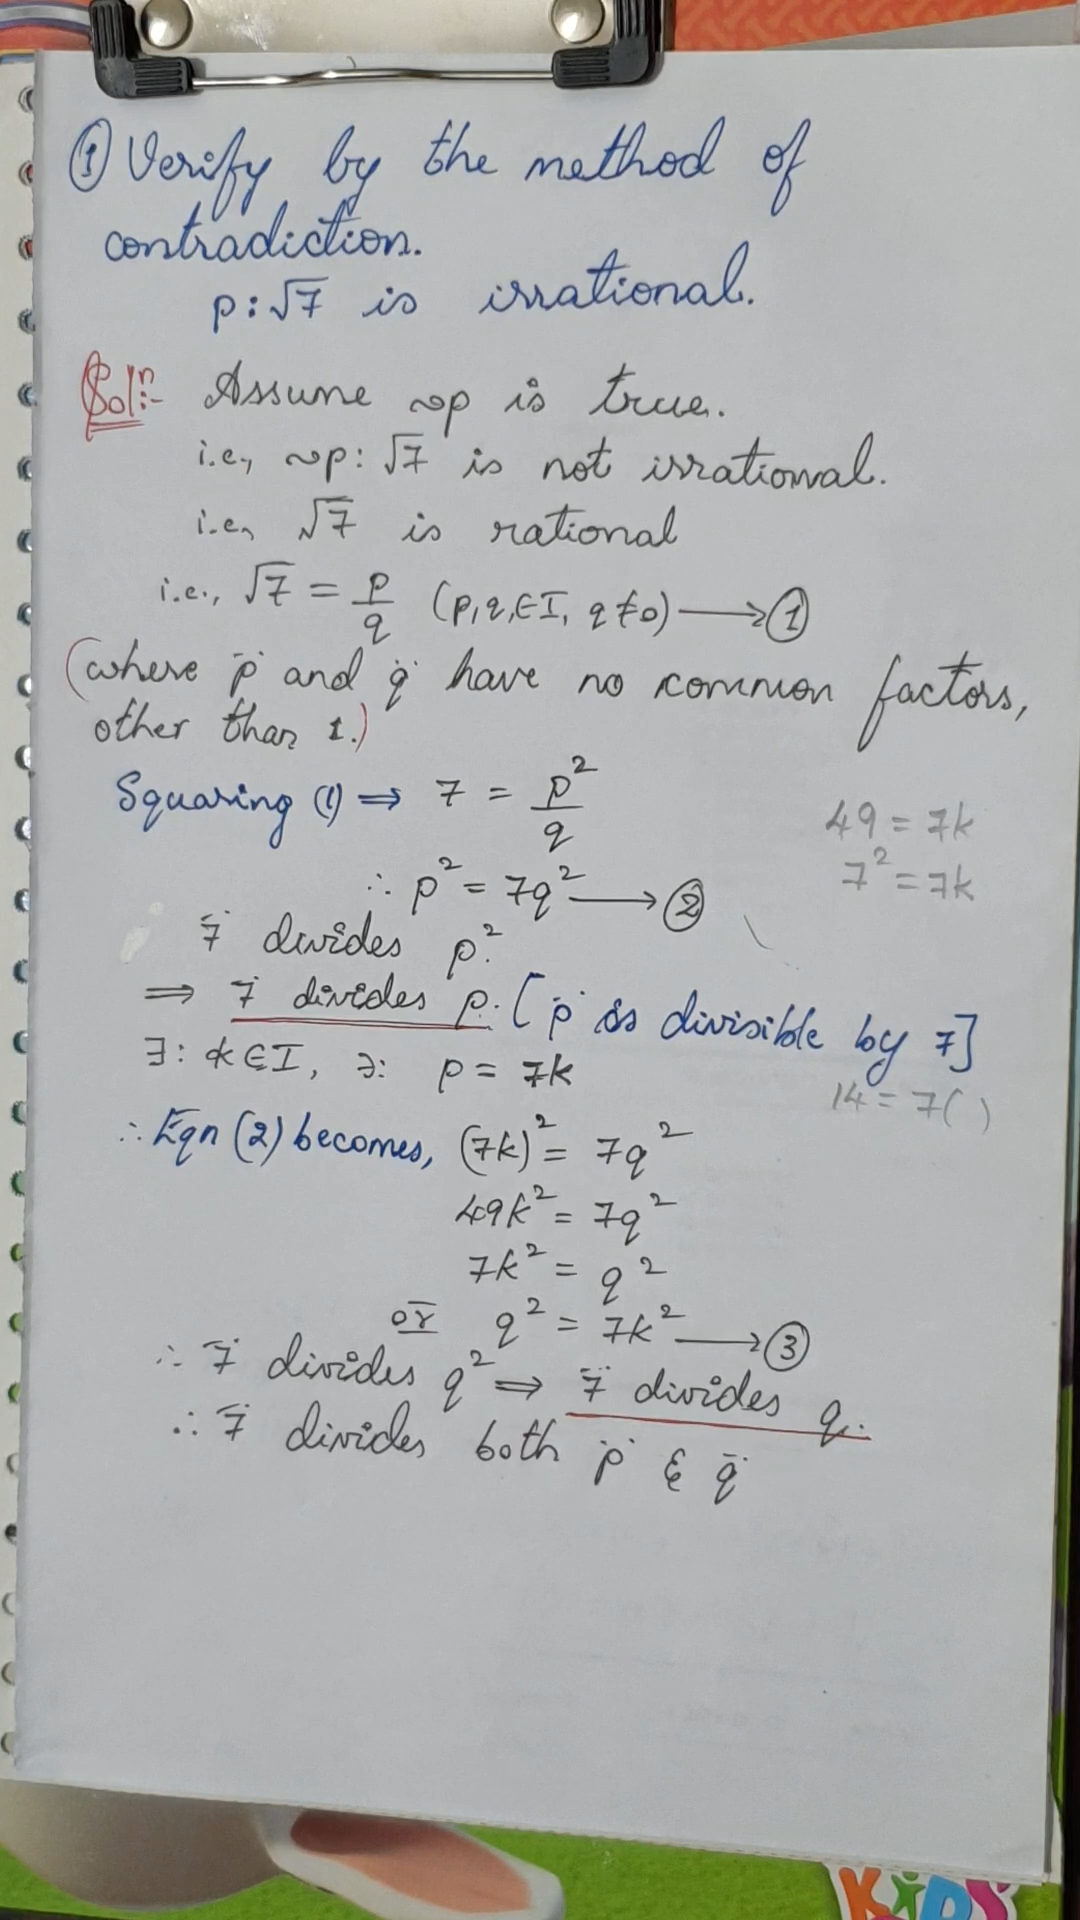 ① Verify by the method of
contradiction.
p: √7 is irrational.
Solⁿ:- Assume ~p is true.
i.e., ~p: √7 is not irrational.
i.e, √7 is rational
i.e., √7 = p/q (p, q, ∈ I, q ≠ 0) ⟶ ①
(where 'p' and 'q' have no common factors,
other than 1.)
Squaring (1) ⇒ 7 = p²/q
49 = 7k
7² = 7k
∴ p² = 7q² ⟶ ②
'7' divides p².
⇒ '7' divides p. ['p' is divisible by 7]
∃: k ∈ I, ∋: p = 7k
14 = 7( )
∴ Eqn (2) becomes, (7k)² = 7q²
49k² = 7q²
7k² = q²
or q² = 7k² ⟶ ③
∴ '7' divides q² ⇒ '7' divides q.
∴ '7' divides both 'p' & 'q'
KiDS